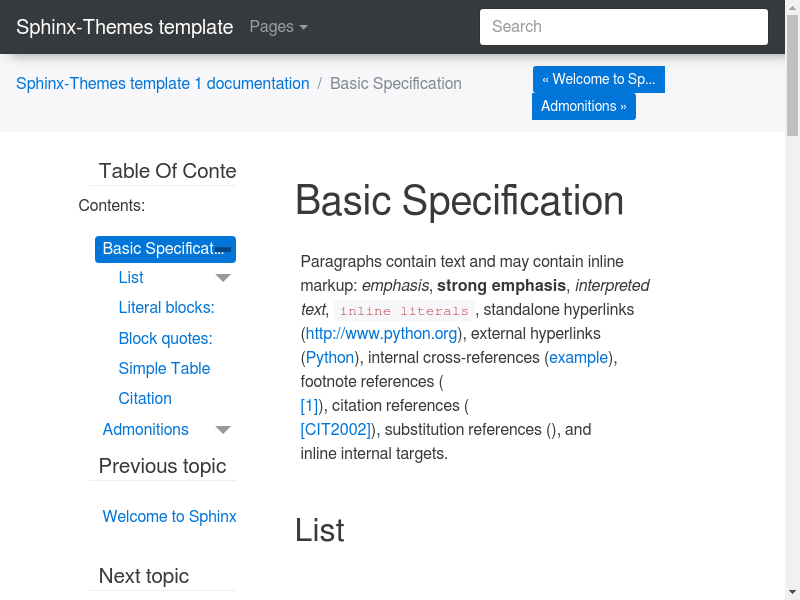 Sphinx-Themes template Pages Search
Sphinx-Themes template 1 documentation / Basic Specification
« Welcome to Sp...
Admonitions »
Table Of Conte
Contents:
Basic Specificat...
List
Literal blocks:
Block quotes:
Simple Table
Citation
Admonitions
Previous topic
Welcome to Sphinx
Next topic
Basic Specification
Paragraphs contain text and may contain inline
markup: emphasis, strong emphasis, interpreted
text, inline literals, standalone hyperlinks
(http://www.python.org), external hyperlinks
(Python), internal cross-references (example),
footnote references (
[1]), citation references (
[CIT2002]), substitution references (), and
inline internal targets.
List